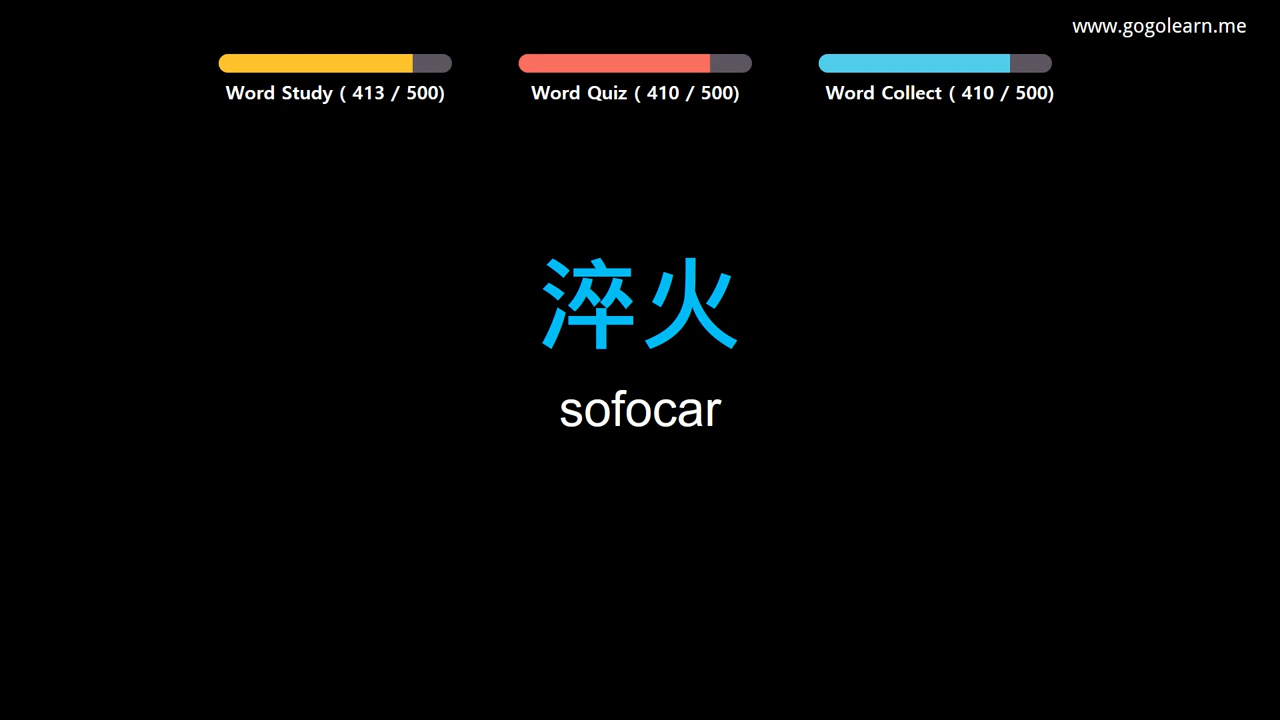 www.gogolearn.me
Word Study ( 413 / 500)
Word Quiz ( 410 / 500)
Word Collect ( 410 / 500)
淬火
sofocar